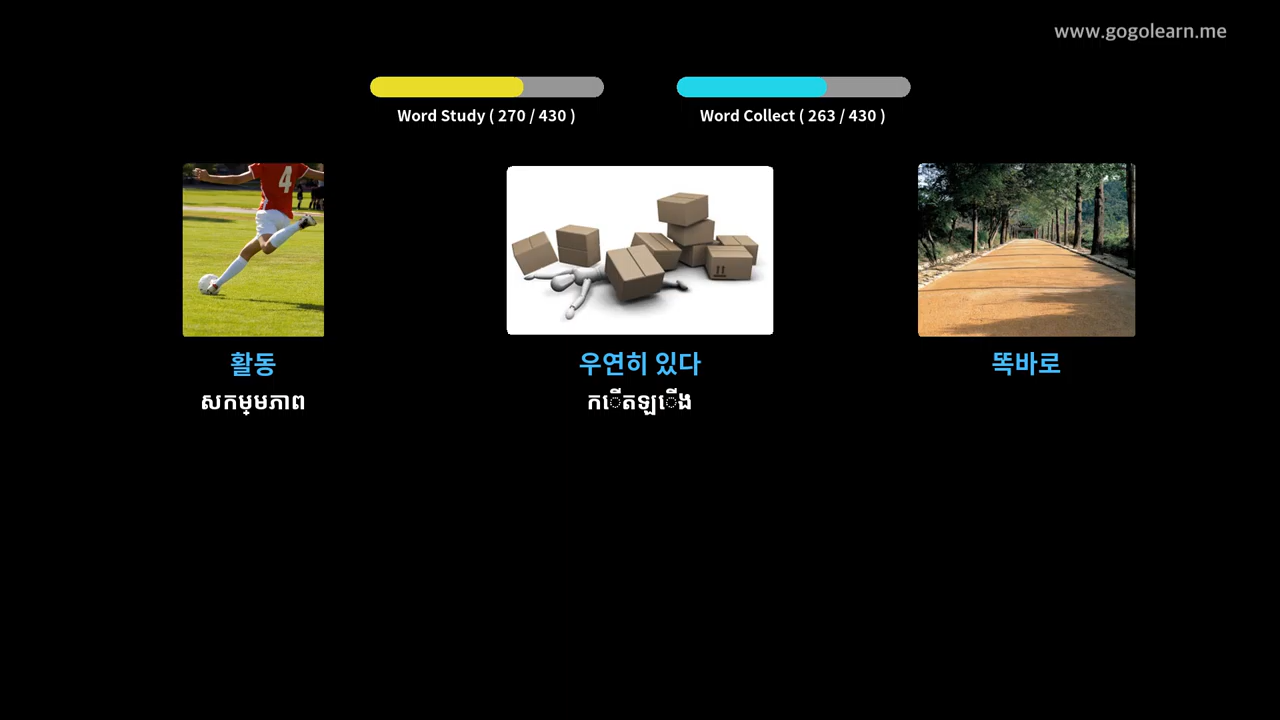 www.gogolearn.me
Word Study ( 270 / 430 )
Word Collect ( 263 / 430 )
4
활동
우연히 있다
똑바로
សកម្មភាព
កើតឡើង